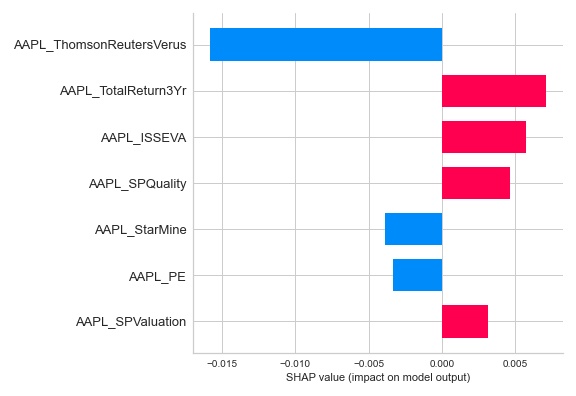 AAPL_ThomsonReutersVerus
AAPL_TotalReturn3Yr
AAPL_ISSEVA
AAPL_SPQuality
AAPL_StarMine
AAPL_PE
AAPL_SPValuation
−0.015 −0.010 −0.005 0.000 0.005
SHAP value (impact on model output)